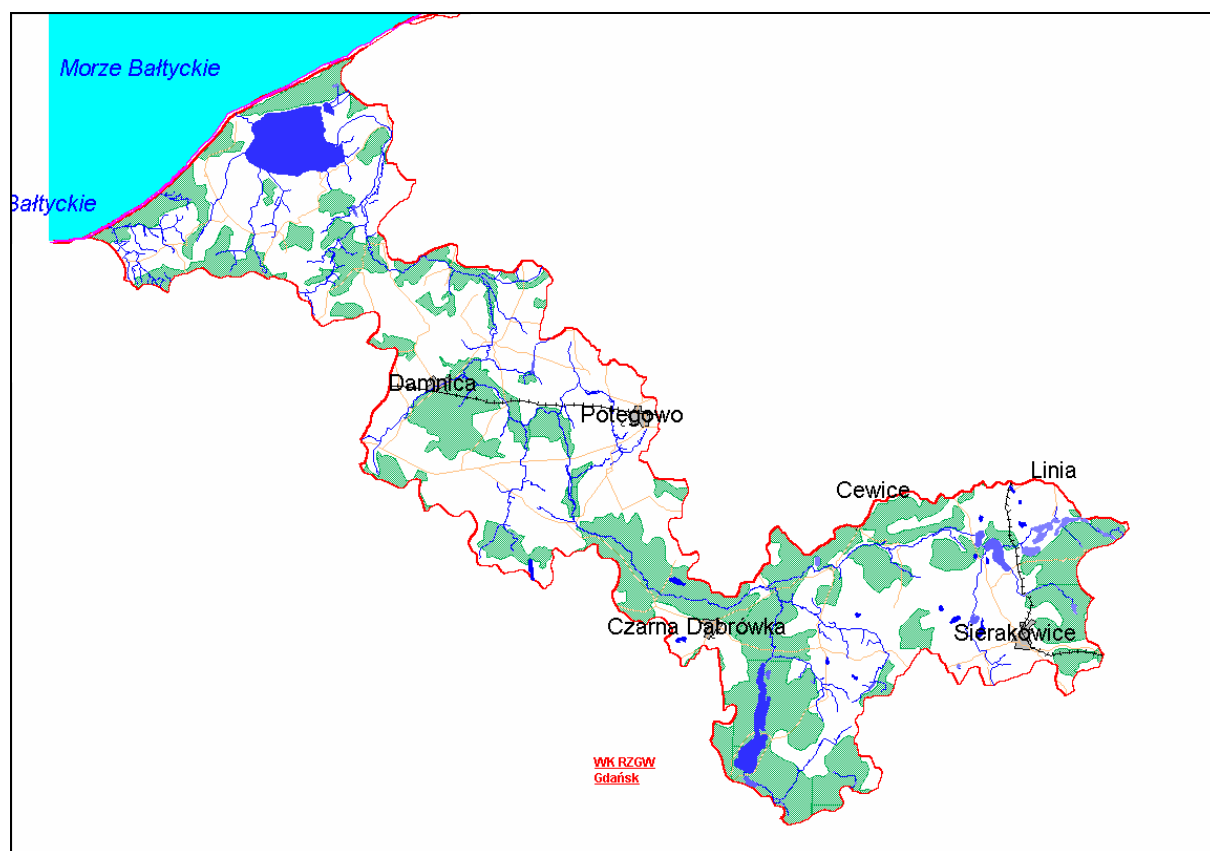 Morze Bałtyckie
Bałtyckie
Damnica
Potęgowo
Linia
Cewice
Czarna Dąbrówka
Sierakowice
WK RZGW
Gdańsk